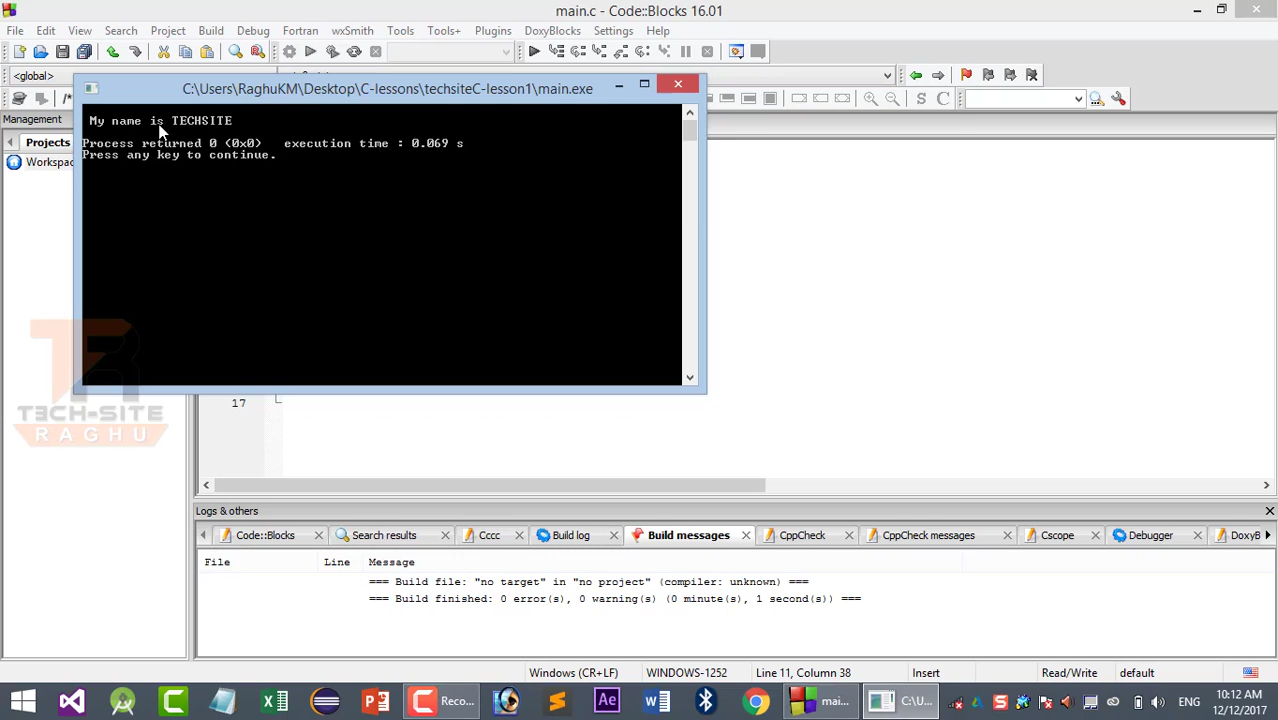 main.c - Code::Blocks 16.01
File Edit View Search Project Build Debug Fortran wxSmith Tools Tools+ Plugins DoxyBlocks Settings Help
<global>
C:\Users\RaghuKM\Desktop\C-lessons\techsiteC-lesson1\main.exe
/*
S C
Management
My name is TECHSITE
Projects
Process returned 0 (0x0) execution time : 0.069 s
Press any key to continue.
Workspa
TR
TECH-SITE
RAGHU
17
Logs & others
Code::Blocks Search results Cccc Build log Build messages CppCheck CppCheck messages Cscope Debugger DoxyB
File Line Message
=== Build file: "no target" in "no project" (compiler: unknown) ===
=== Build finished: 0 error(s), 0 warning(s) (0 minute(s), 1 second(s)) ===
Windows (CR+LF) WINDOWS-1252 Line 11, Column 38 Insert Read/Write default
Reco... Ae mai... C:\U... ENG 10:12 AM
12/12/2017